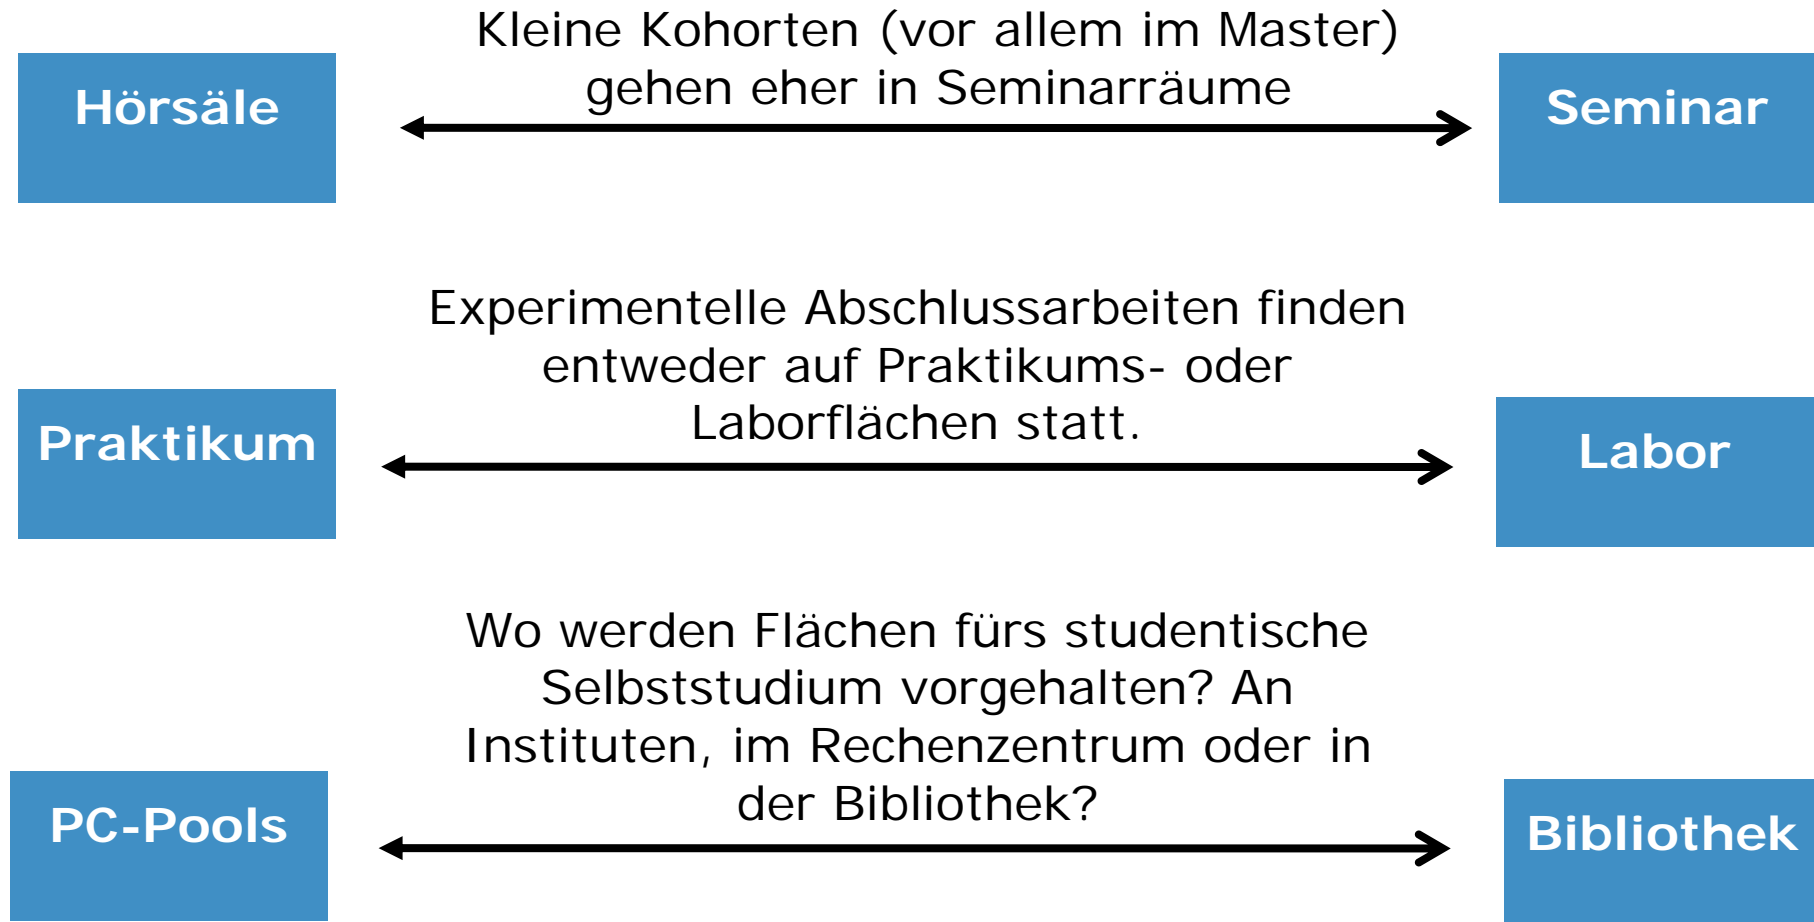 Kleine Kohorten (vor allem im Master)
gehen eher in Seminarräume
Hörsäle
Seminar
Experimentelle Abschlussarbeiten finden
entweder auf Praktikums- oder
Laborflächen statt.
Praktikum
Labor
Wo werden Flächen fürs studentische
Selbststudium vorgehalten? An
Instituten, im Rechenzentrum oder in
der Bibliothek?
PC-Pools
Bibliothek